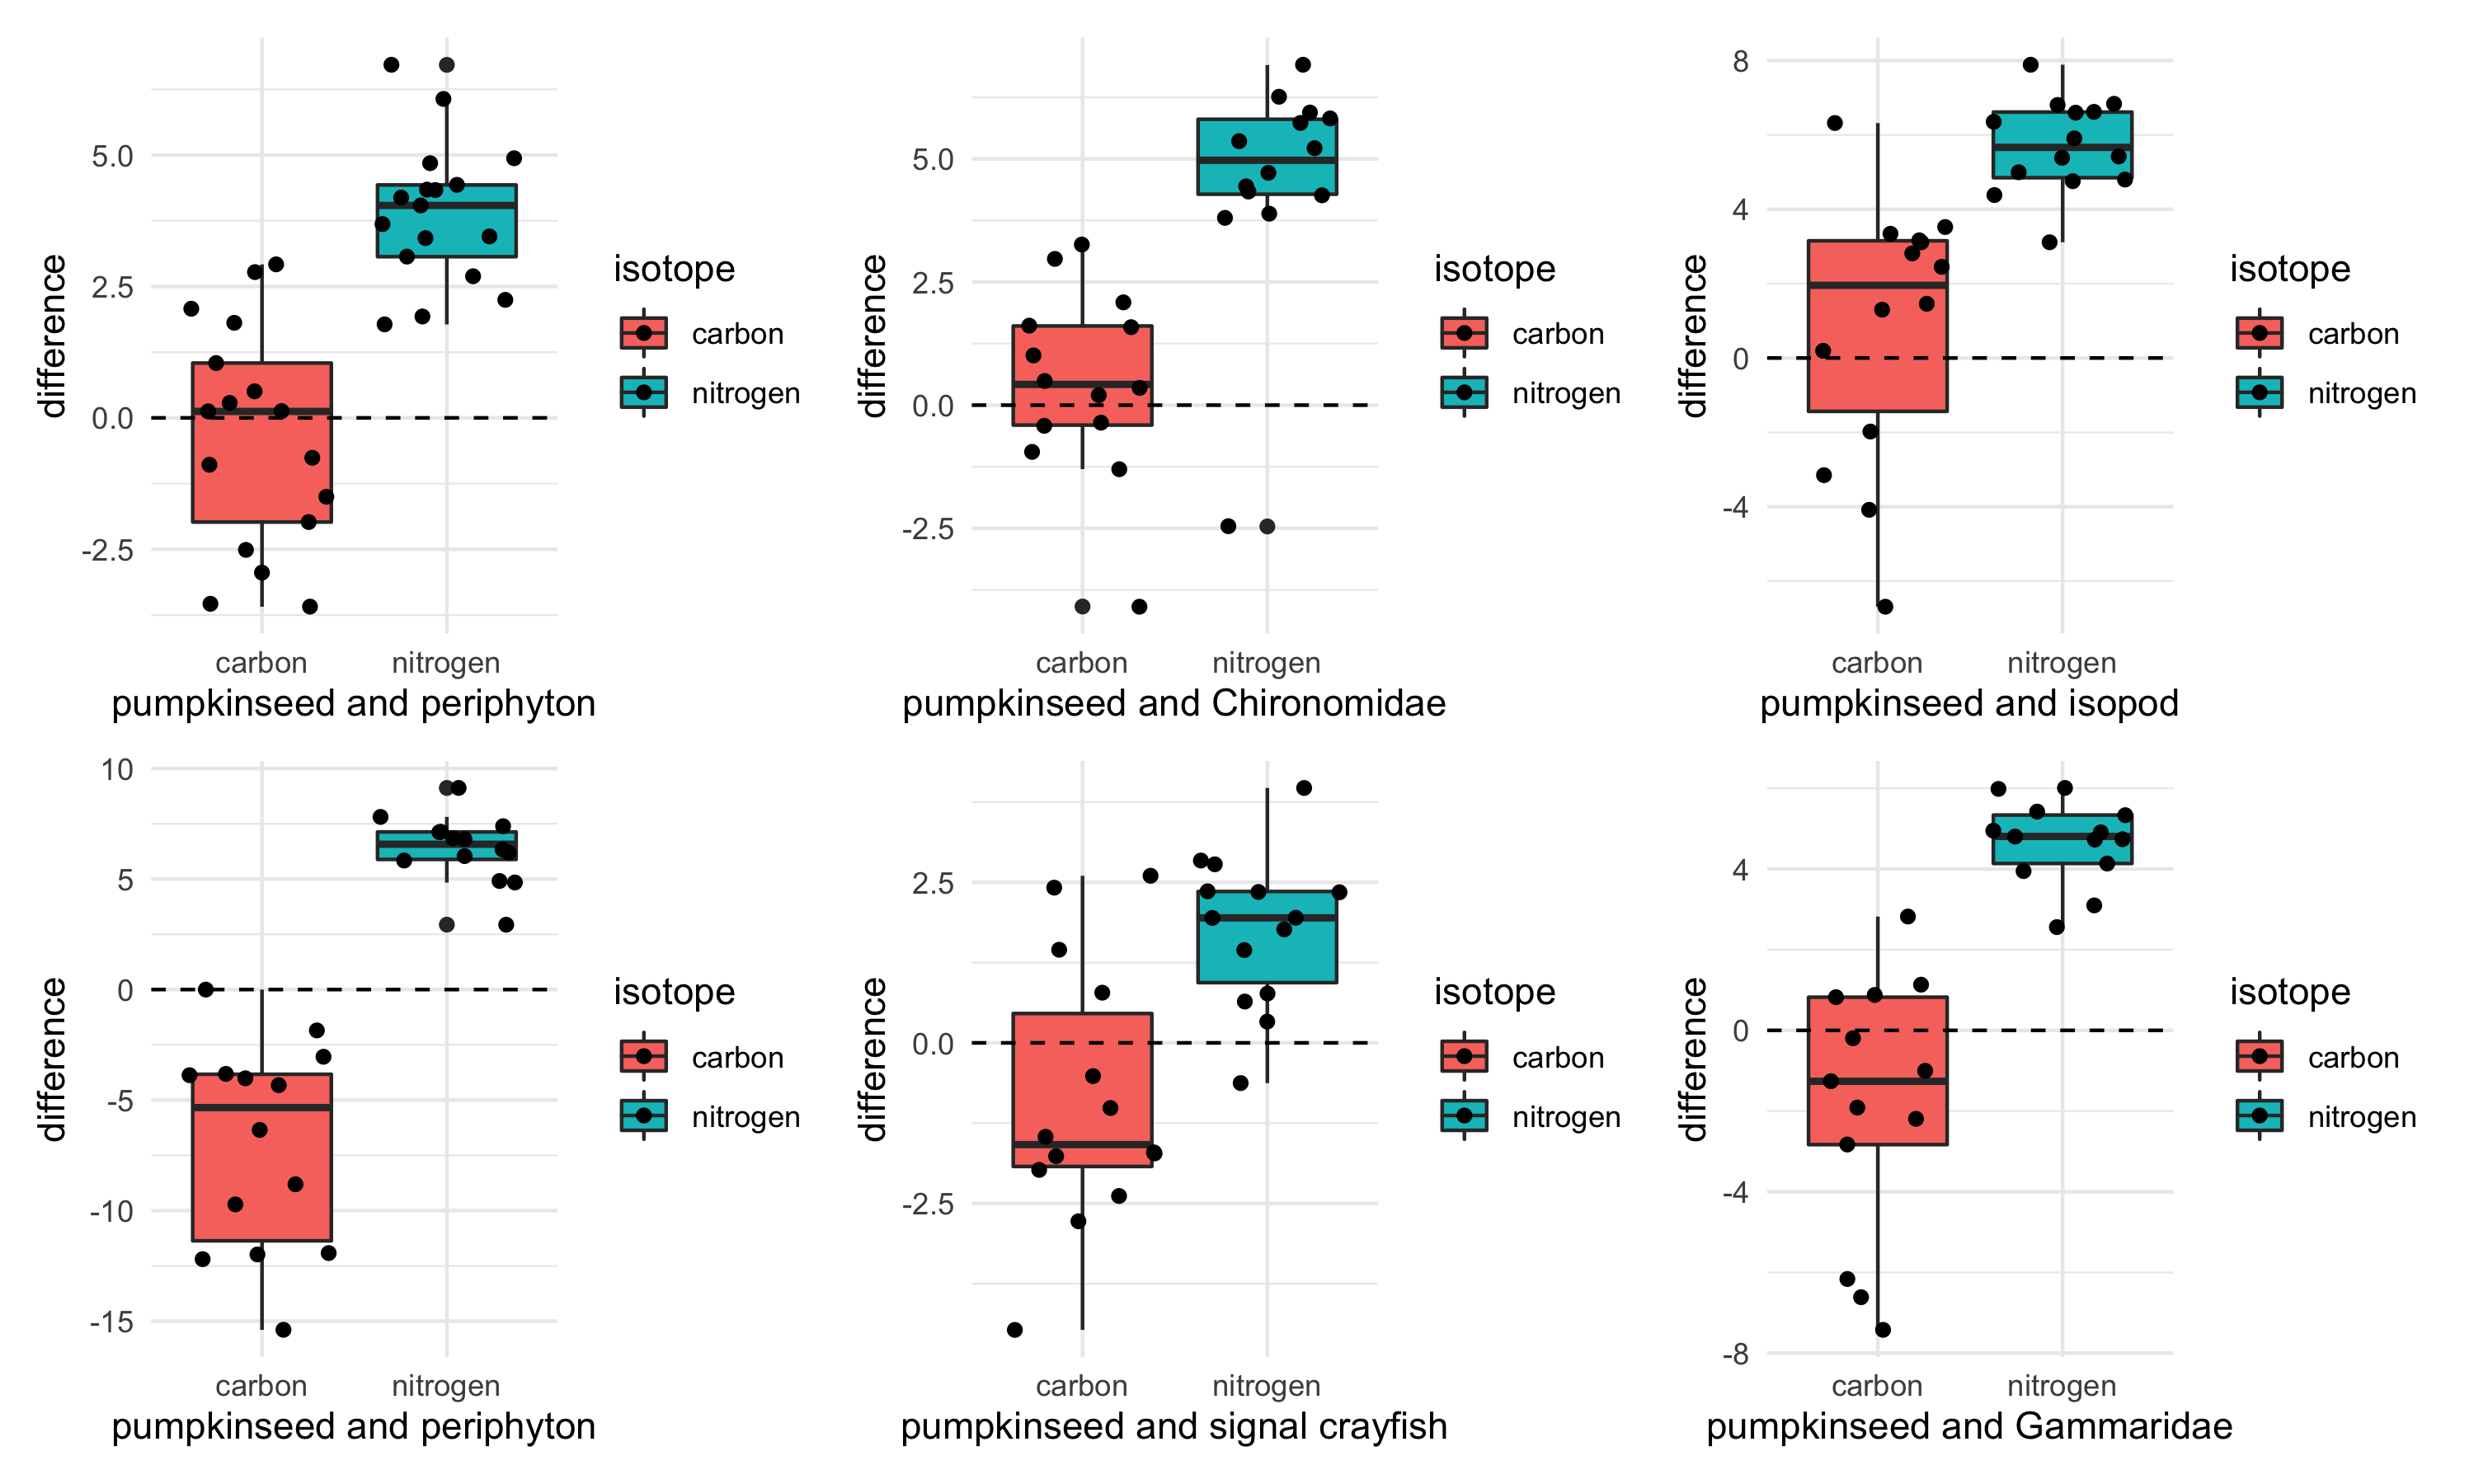 difference
5.0
2.5
0.0
-2.5
carbon
nitrogen
pumpkinseed and periphyton
isotope
carbon
nitrogen
difference
5.0
2.5
0.0
-2.5
carbon
nitrogen
pumpkinseed and Chironomidae
isotope
carbon
nitrogen
difference
8
4
0
-4
carbon
nitrogen
pumpkinseed and isopod
isotope
carbon
nitrogen
difference
10
5
0
-5
-10
-15
carbon
nitrogen
pumpkinseed and periphyton
isotope
carbon
nitrogen
difference
2.5
0.0
-2.5
carbon
nitrogen
pumpkinseed and signal crayfish
isotope
carbon
nitrogen
difference
4
0
-4
-8
carbon
nitrogen
pumpkinseed and Gammaridae
isotope
carbon
nitrogen